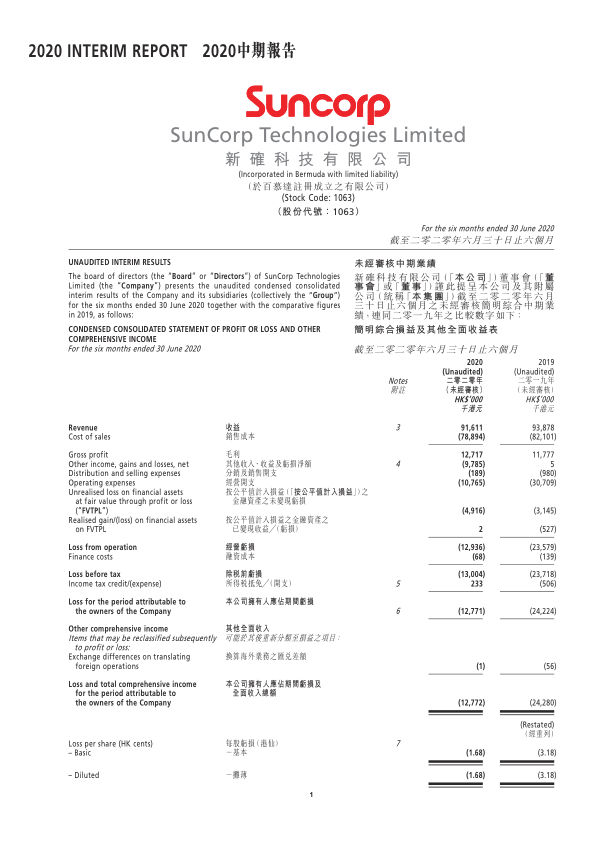 2020 INTERIM REPORT 2020中期報告
Suncorp
SunCorp Technologies Limited
新確科技有限公司
(Incorporated in Bermuda with limited liability)
（於百慕達註冊成立之有限公司）
(Stock Code: 1063)
（股份代號：1063）
For the six months ended 30 June 2020
截至二零二零年六月三十日止六個月
UNAUDITED INTERIM RESULTS
The board of directors (the “Board” or “Directors”) of SunCorp Technologies
Limited (the “Company”) presents the unaudited condensed consolidated
interim results of the Company and its subsidiaries (collectively the “Group”)
for the six months ended 30 June 2020 together with the comparative figures
in 2019, as follows:
未經審核中期業績
新確科技有限公司（「本公司」）董事會（「董
事會」或「董事」）謹此提呈本公司及其附屬
公司（統稱「本集團」）截至二零二零年六月
三十日止六個月之未經審核簡明綜合中期業
績、連同二零一九年之比較數字如下：
CONDENSED CONSOLIDATED STATEMENT OF PROFIT OR LOSS AND OTHER
COMPREHENSIVE INCOME
簡明綜合損益及其他全面收益表
For the six months ended 30 June 2020 截至二零二零年六月三十日止六個月
2020 2019
(Unaudited) (Unaudited)
Notes 二零二零年 二零一九年
附註 （未經審核） （未經審核）
HK$’000 HK$’000
千港元 千港元
Revenue 收益 3 91,611 93,878
Cost of sales 銷售成本 (78,894) (82,101)
Gross profit 毛利 12,717 11,777
Other income, gains and losses, net 其他收入、收益及虧損淨額 4 (9,785) 5
Distribution and selling expenses 分銷及銷售開支 (189) (980)
Operating expenses 經營開支 (10,765) (30,709)
Unrealised loss on financial assets 按公平值計入損益（「按公平值計入損益」）之
at fair value through profit or loss 金融資產之未變現虧損
(“FVTPL”) (4,916) (3,145)
Realised gain/(loss) on financial assets 按公平值計入損益之金融資產之
on FVTPL 已變現收益／（虧損） 2 (527)
Loss from operation 經營虧損 (12,936) (23,579)
Finance costs 融資成本 (68) (139)
Loss before tax 除稅前虧損 (13,004) (23,718)
Income tax credit/(expense) 所得稅抵免／（開支） 5 233 (506)
Loss for the period attributable to 本公司擁有人應佔期間虧損
the owners of the Company 6 (12,771) (24,224)
Other comprehensive income 其他全面收入
Items that may be reclassified subsequently 可能於其後重新分類至損益之項目：
to profit or loss:
Exchange differences on translating 換算海外業務之匯兌差額
foreign operations (1) (56)
Loss and total comprehensive income 本公司擁有人應佔期間虧損及
for the period attributable to 全面收入總額
the owners of the Company (12,772) (24,280)
(Restated)
（經重列）
Loss per share (HK cents) 每股虧損（港仙） 7
– Basic －基本 (1.68) (3.18)
– Diluted －攤薄 (1.68) (3.18)
1